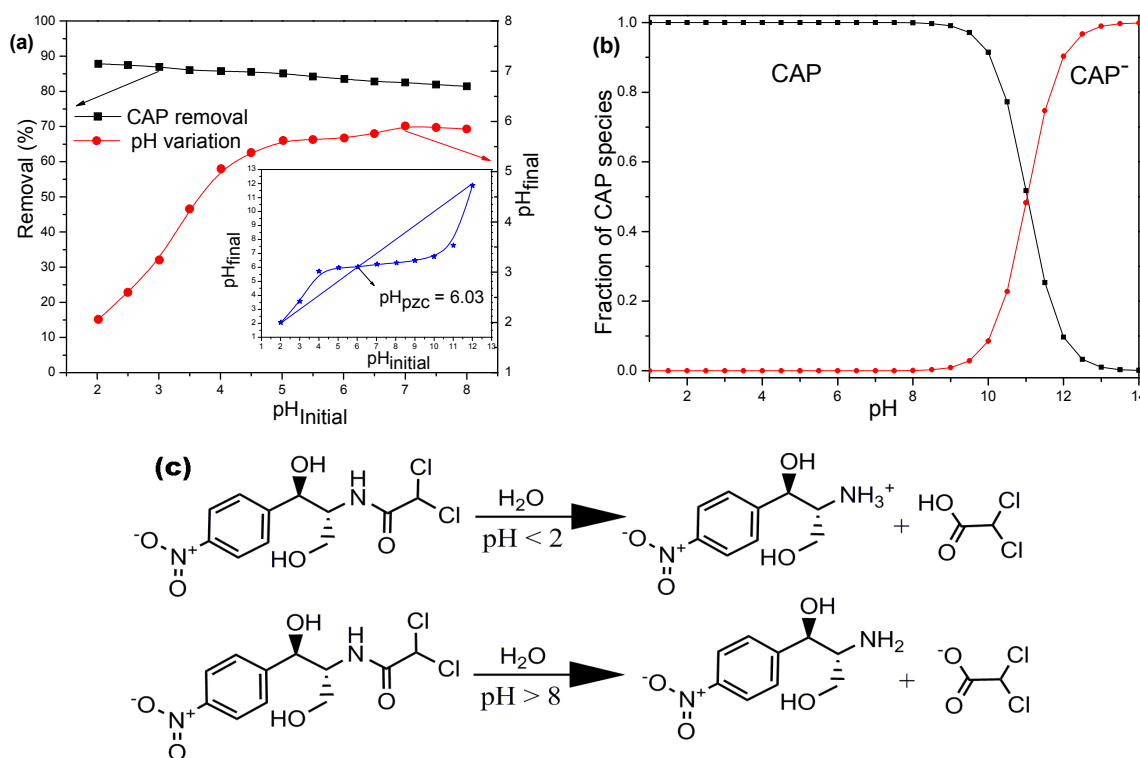 (a)
CAP removal
pH variation
Removal (%)
100
90
80
70
60
50
40
30
20
10
0
2
3
4
5
6
7
8
pH_Initial
8
7
6
5
4
3
2
1
pH_final
13
12
11
10
9
8
7
6
5
4
3
2
1
pH_final
pH_pzc = 6.03
1 2 3 4 5 6 7 8 9 10 11 12 13
pH_initial
(b)
CAP
CAP⁻
Fraction of CAP species
1.0
0.8
0.6
0.4
0.2
0.0
2
4
6
8
10
12
14
pH
(c)
OH
H
N
Cl
Cl
O
HO
⁻O
N⁺
O
H₂O
pH < 2
OH
NH₃⁺
HO
⁻O
N⁺
O
+
HO
O
Cl
Cl
OH
H
N
Cl
Cl
O
HO
⁻O
N⁺
O
H₂O
pH > 8
OH
NH₂
HO
⁻O
N⁺
O
+
⁻O
O
Cl
Cl